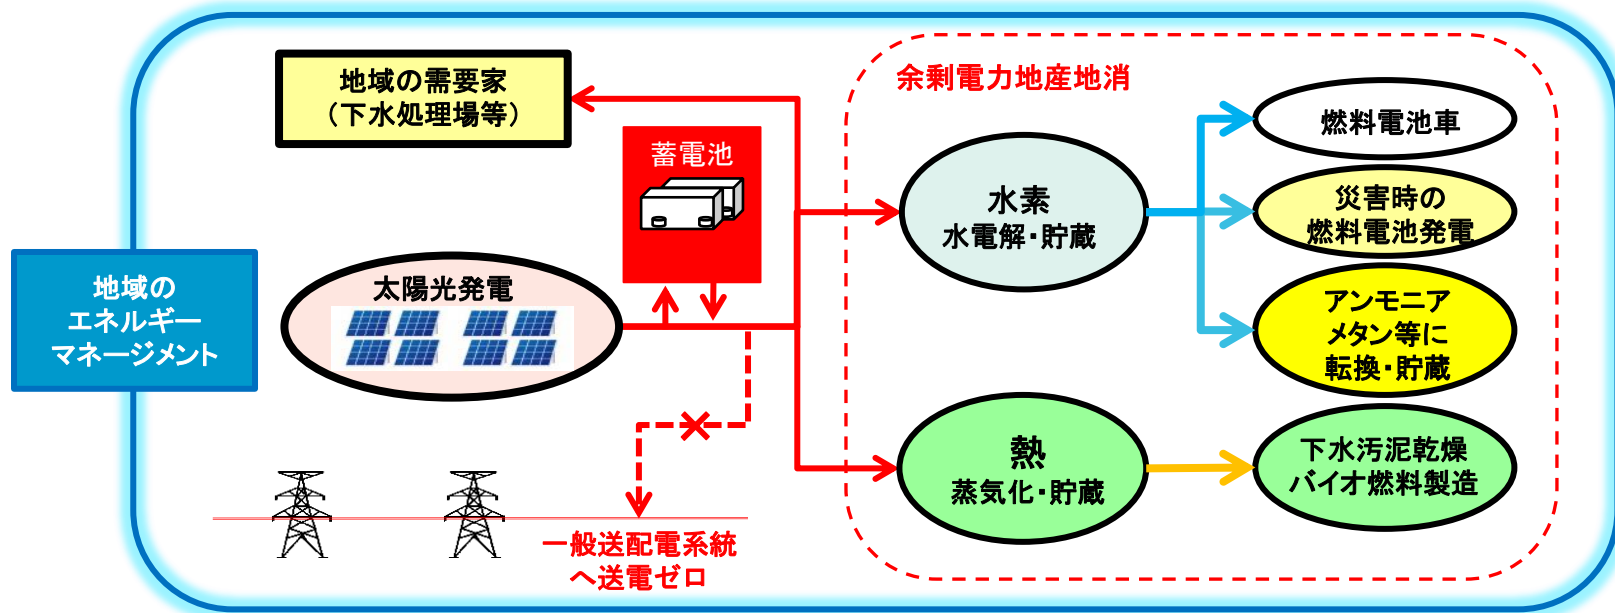 地域の需要家
（下水処理場等）
蓄電池
余剰電力地産地消
燃料電池車
水素
水電解・貯蔵
災害時の
燃料電池発電
地域の
エネルギー
マネージメント
太陽光発電
アンモニア
メタン等に
転換・貯蔵
熱
蒸気化・貯蔵
下水汚泥乾燥
バイオ燃料製造
一般送配電系統
へ送電ゼロ